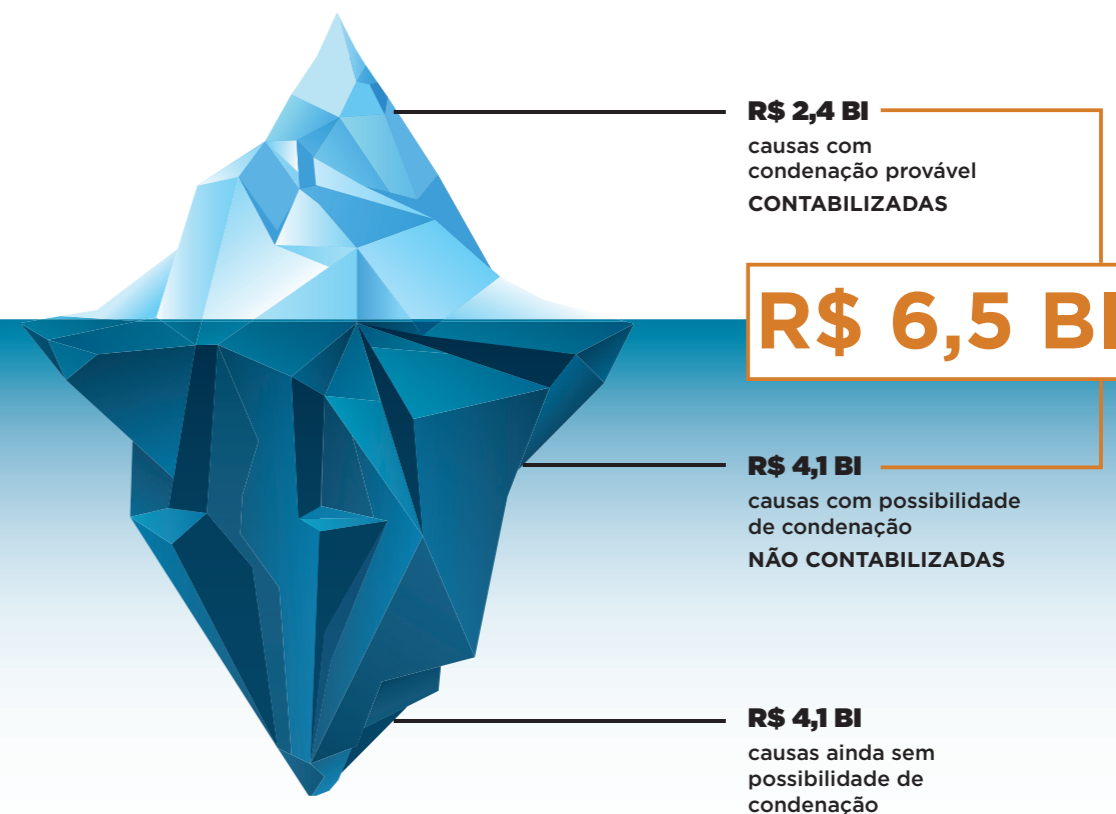 R$ 2,4 BI
causas com
condenação provável
CONTABILIZADAS
R$ 6,5 BI
R$ 4,1 BI
causas com possibilidade
de condenação
NÃO CONTABILIZADAS
R$ 4,1 BI
causas ainda sem
possibilidade de
condenação